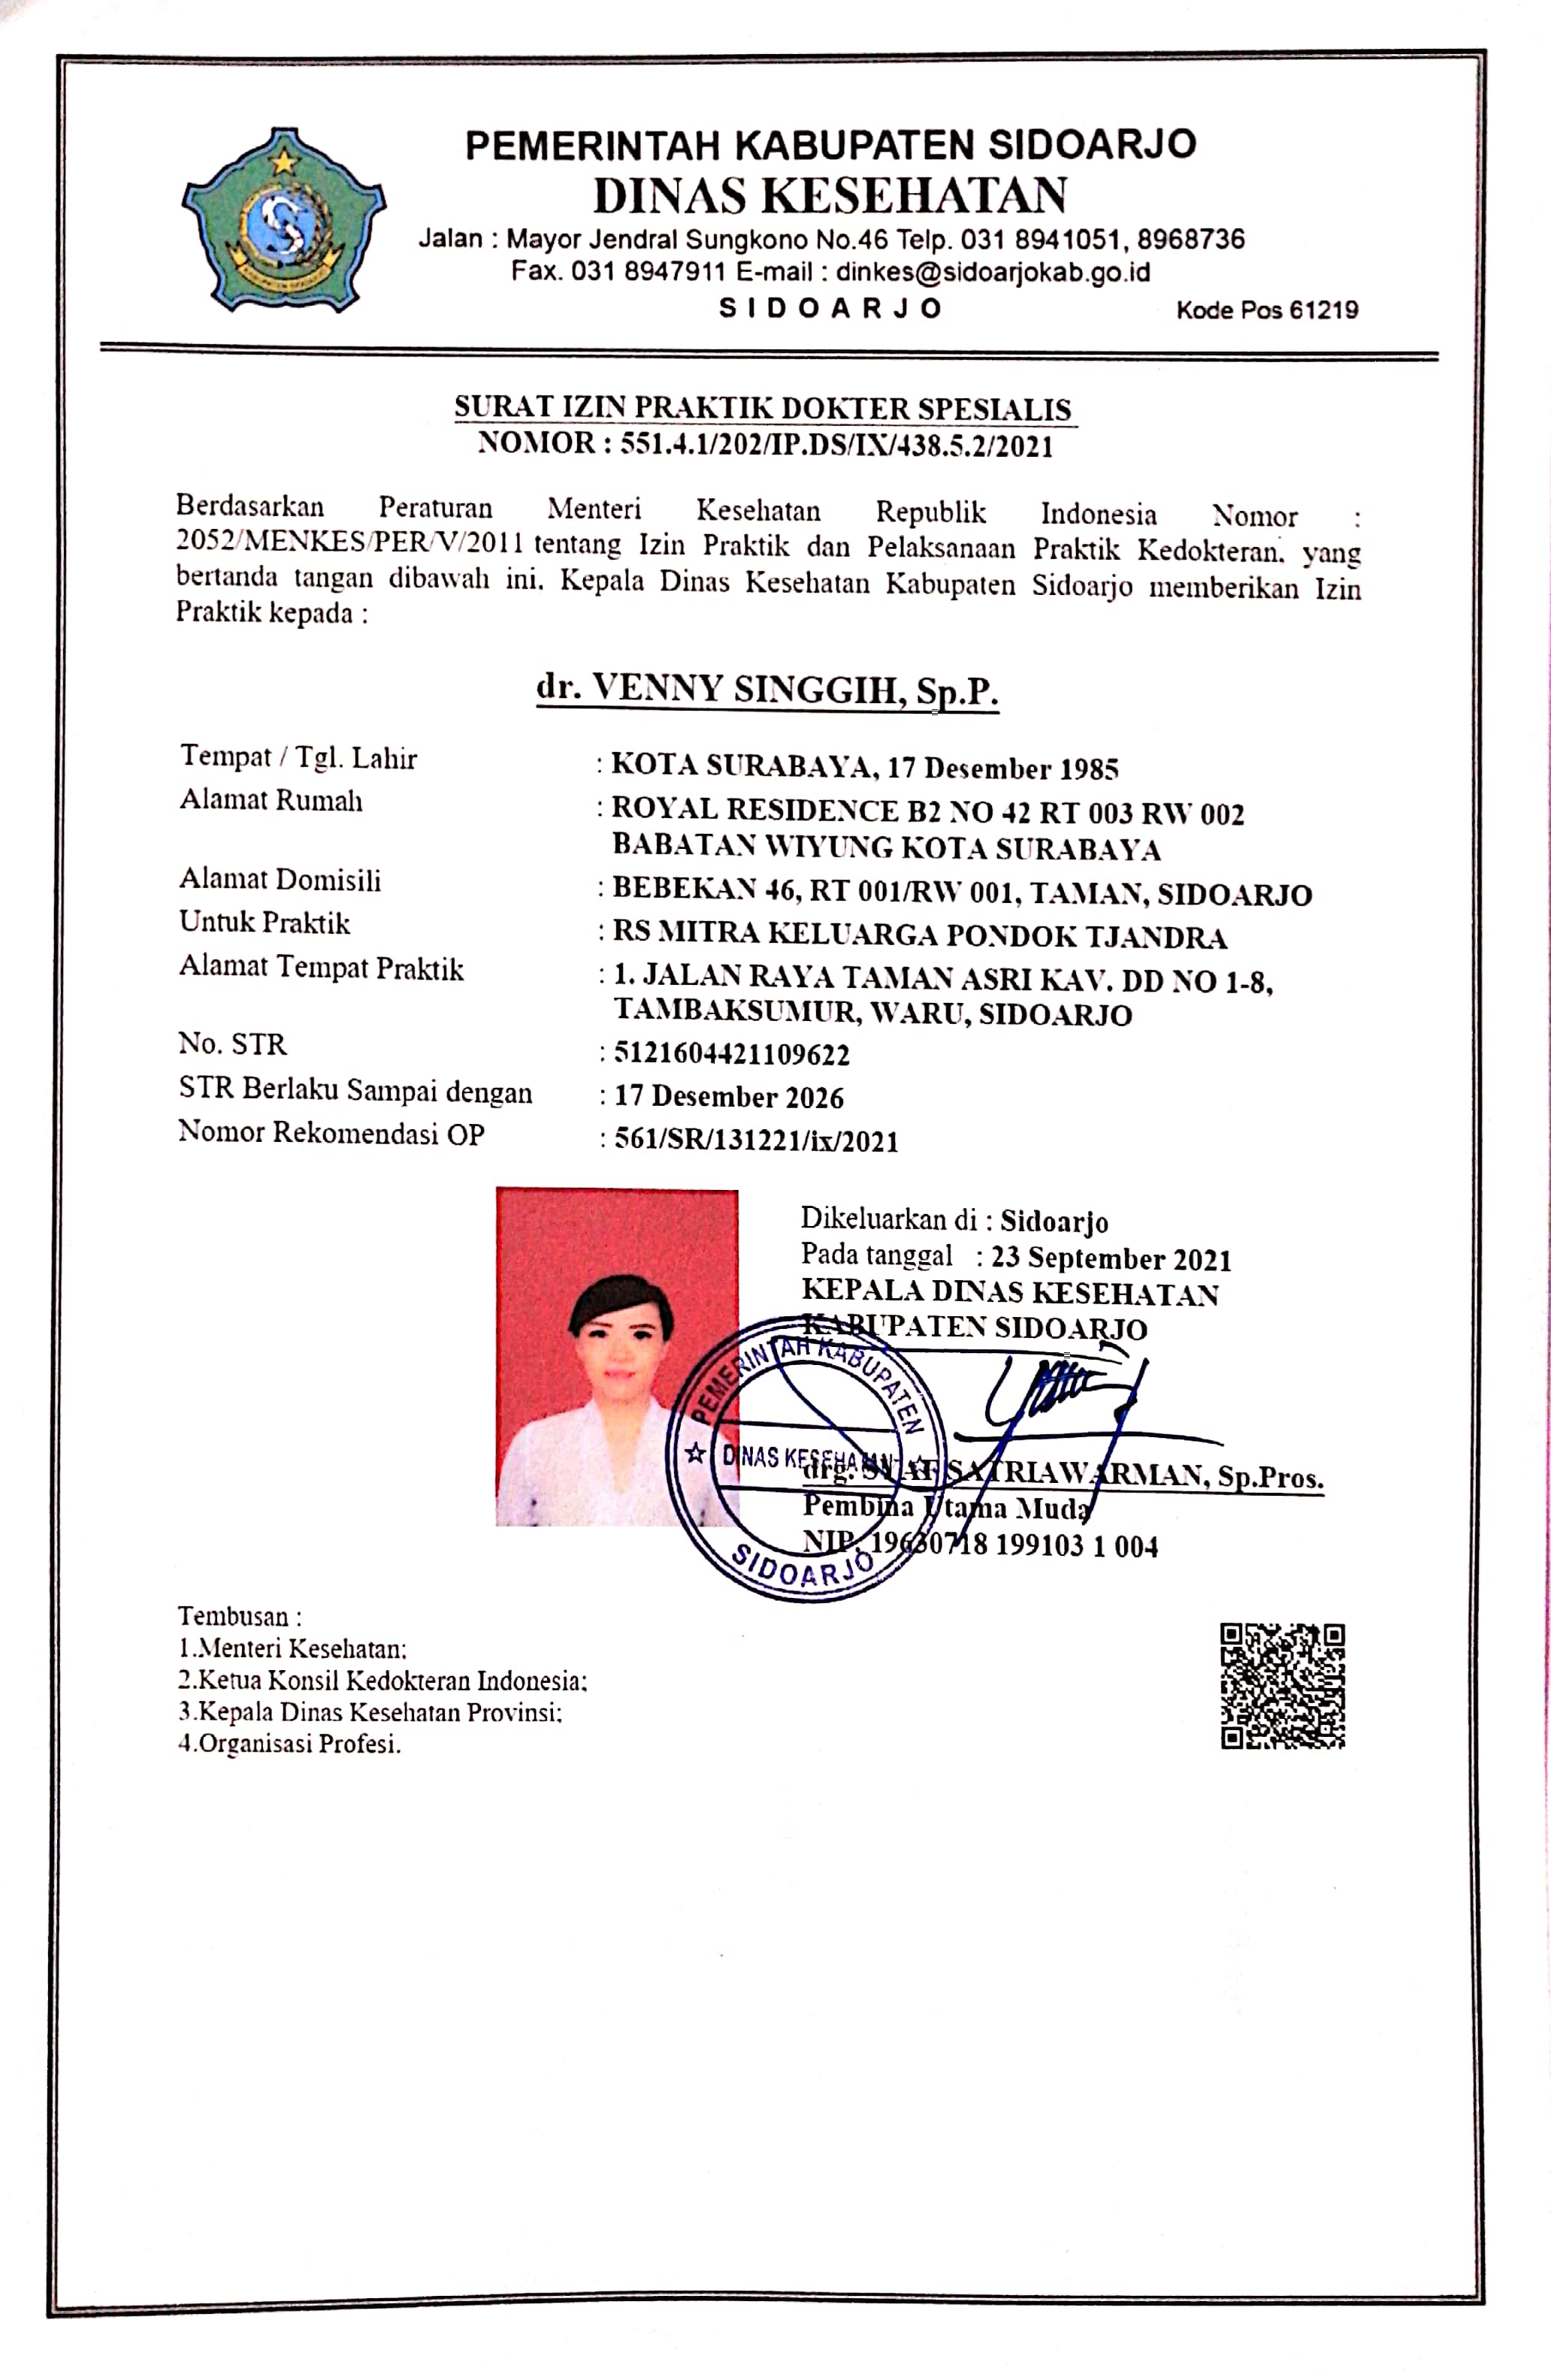 PEMERINTAH KABUPATEN SIDOARJO
DINAS KESEHATAN
Jalan : Mayor Jendral Sungkono No.46 Telp. 031 8941051, 8968736
Fax. 031 8947911 E-mail : dinkes@sidoarjokab.go.id
S I D O A R J O Kode Pos 61219
SURAT IZIN PRAKTIK DOKTER SPESIALIS
NOMOR : 551.4.1/202/IP.DS/IX/438.5.2/2021
Berdasarkan Peraturan Menteri Kesehatan Republik Indonesia Nomor :
2052/MENKES/PER/V/2011 tentang Izin Praktik dan Pelaksanaan Praktik Kedokteran. yang
bertanda tangan dibawah ini. Kepala Dinas Kesehatan Kabupaten Sidoarjo memberikan Izin
Praktik kepada :
dr. VENNY SINGGIH, Sp.P.
Tempat / Tgl. Lahir : KOTA SURABAYA, 17 Desember 1985
Alamat Rumah : ROYAL RESIDENCE B2 NO 42 RT 003 RW 002
BABATAN WIYUNG KOTA SURABAYA
Alamat Domisili : BEBEKAN 46, RT 001/RW 001, TAMAN, SIDOARJO
Untuk Praktik : RS MITRA KELUARGA PONDOK TJANDRA
Alamat Tempat Praktik : 1. JALAN RAYA TAMAN ASRI KAV. DD NO 1-8,
TAMBAKSUMUR, WARU, SIDOARJO
No. STR : 5121604421109622
STR Berlaku Sampai dengan : 17 Desember 2026
Nomor Rekomendasi OP : 561/SR/131221/ix/2021
Dikeluarkan di : Sidoarjo
Pada tanggal : 23 September 2021
KEPALA DINAS KESEHATAN
KABUPATEN SIDOARJO
PEMERINTAH KABUPATEN
DINAS KESEHATAN
SIDOARJO
drg. SATRIAWARMAN, Sp.Pros.
Pembina Utama Muda
NIP. 19630718 199103 1 004
Tembusan :
1.Menteri Kesehatan;
2.Ketua Konsil Kedokteran Indonesia;
3.Kepala Dinas Kesehatan Provinsi;
4.Organisasi Profesi.